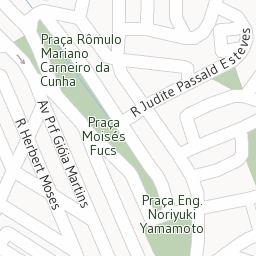 Praça Rômulo
Mariano
Carneiro da
Cunha
R Judite Passald Esteves
Av Prf Gióia Martins
R Herbert Moses
Praça
Moisés
Fucs
Praça Eng.
Noriyuki
Yamamoto